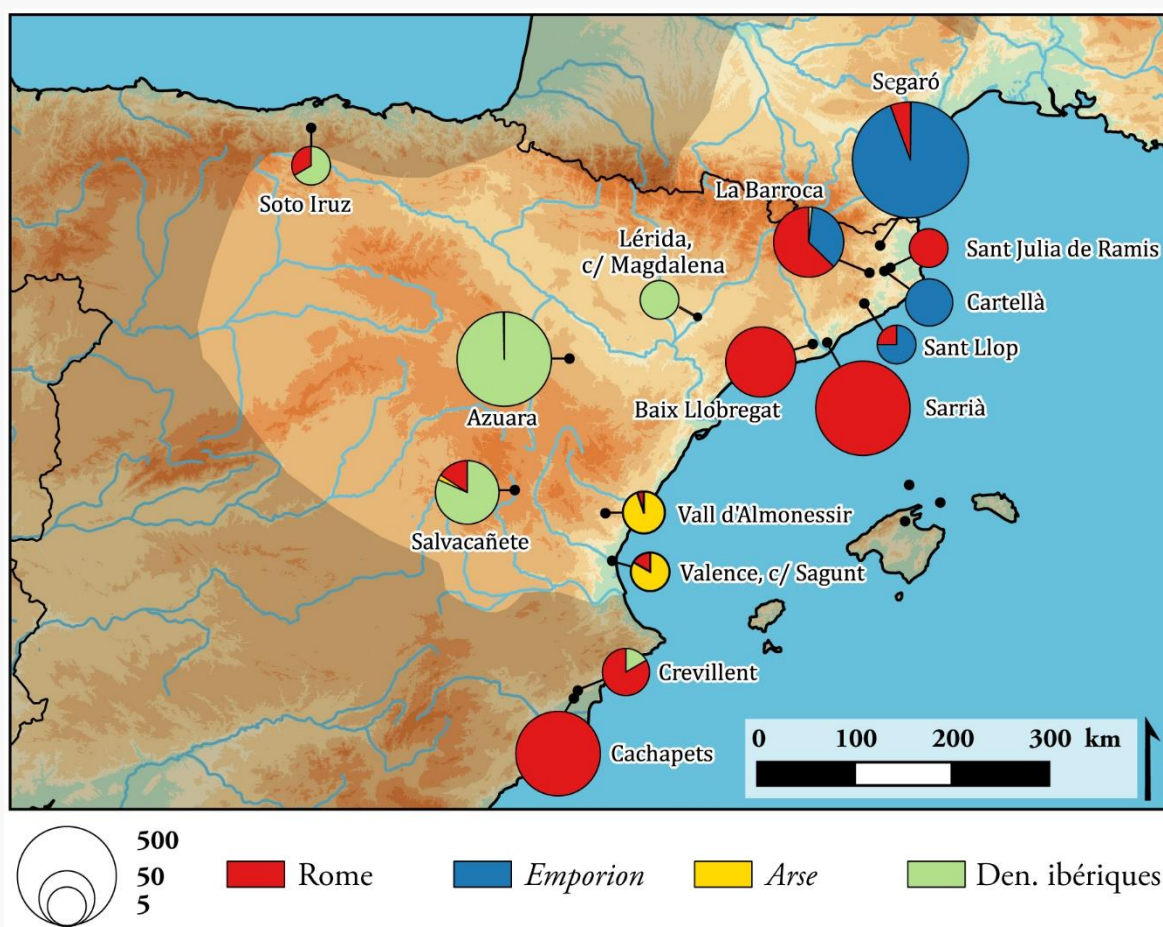 Segaró
La Barroca
Soto Iruz
Lérida,
c/ Magdalena
Sant Julia de Ramis
Cartellà
Sant Llop
Azuara
Baix Llobregat
Sarrià
Salvacañete
Vall d'Almonessir
Valence, c/ Sagunt
Crevillent
Cachapets
0 100 200 300 km
500
50
5
Rome
Emporion
Arse
Den. ibériques